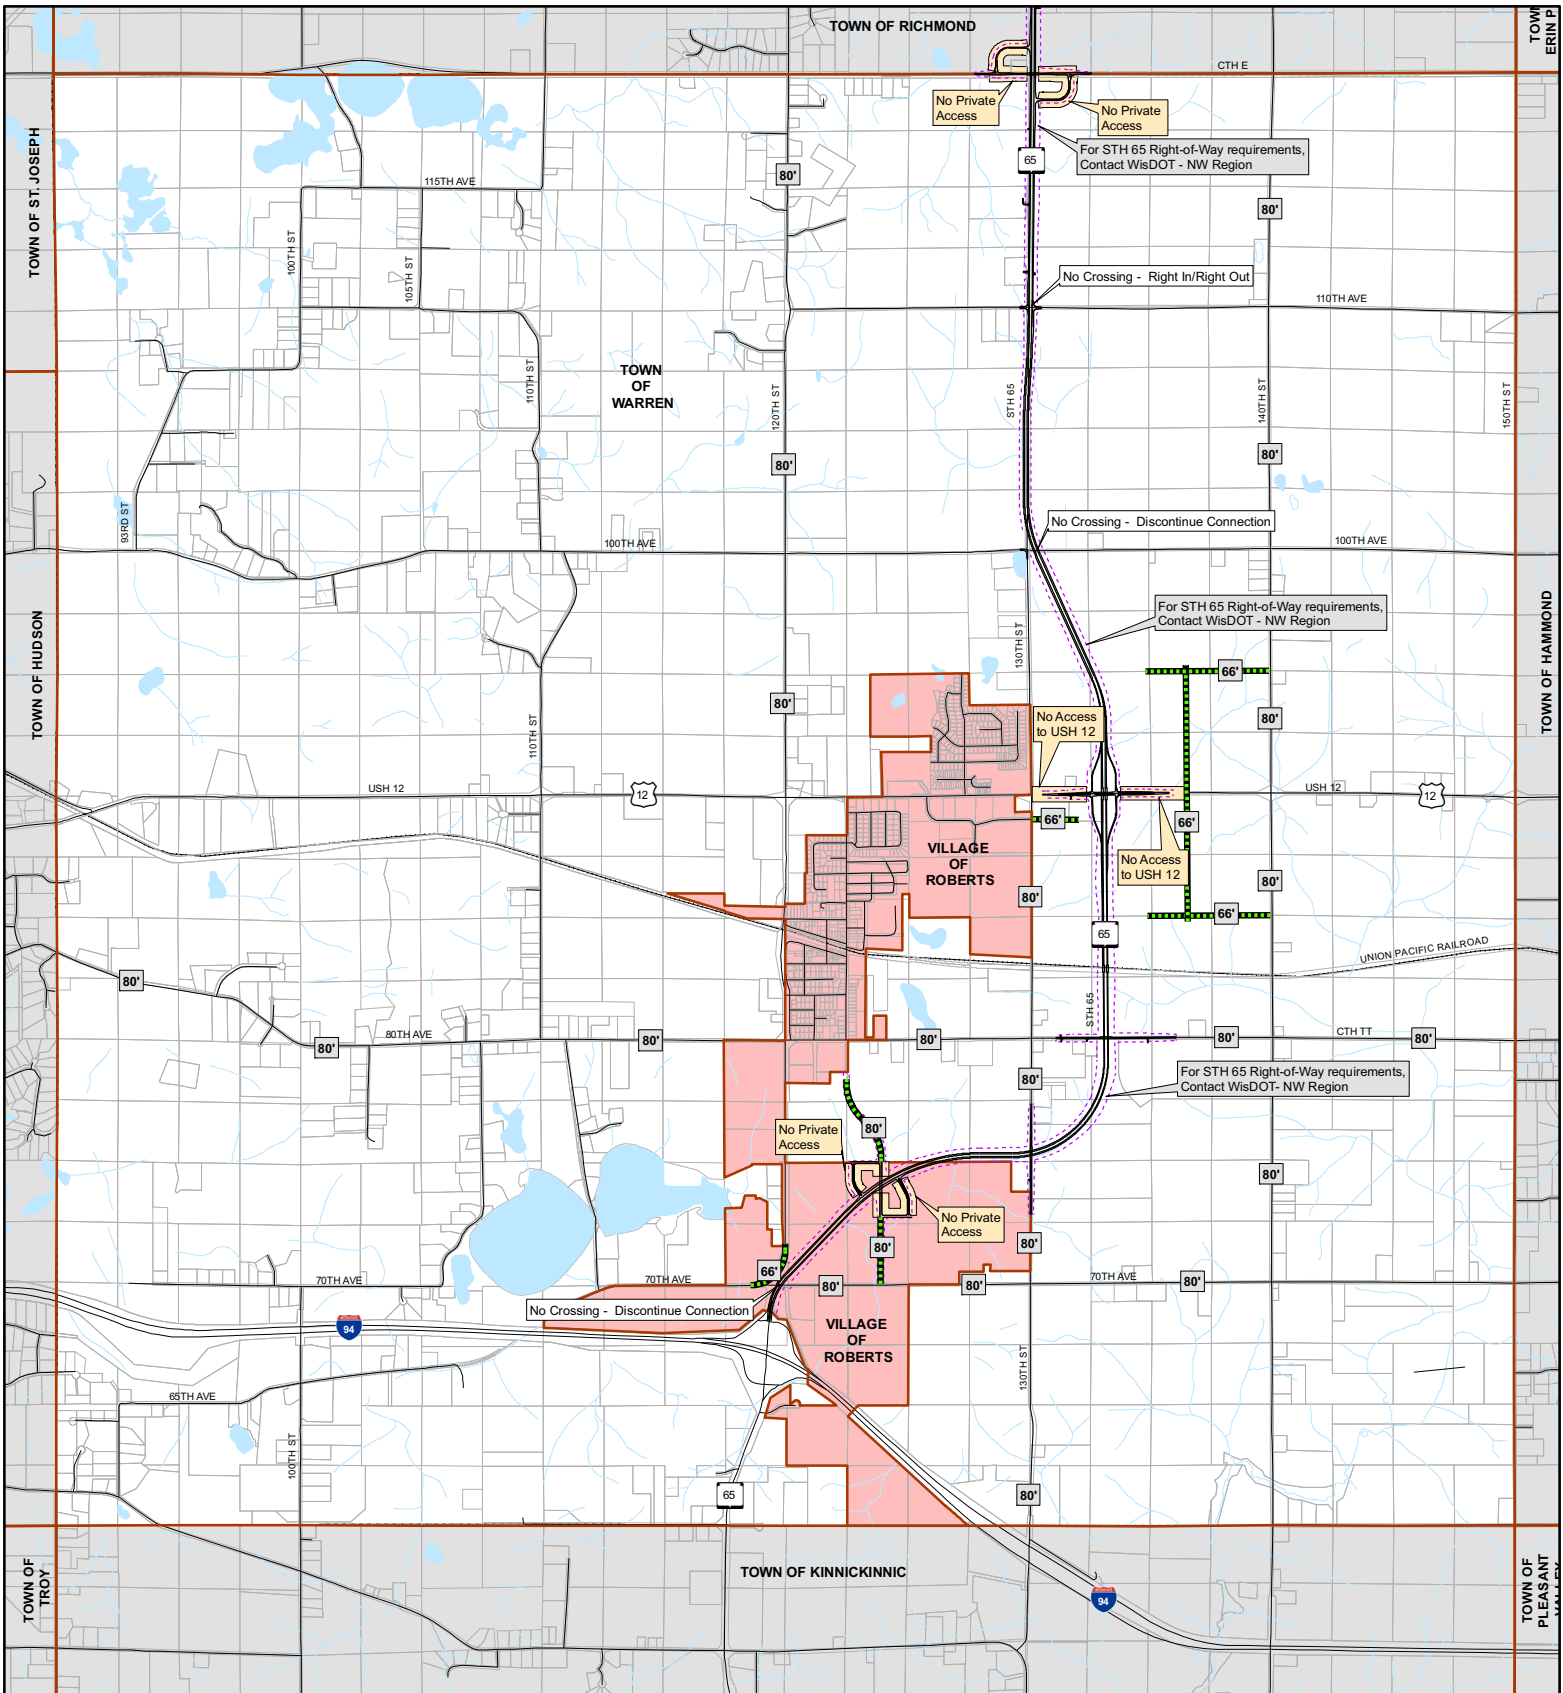 TOWN OF RICHMOND
TOWN
ERIN P
CTH E
No Private
Access
No Private
Access
For STH 65 Right-of-Way requirements,
Contact WisDOT - NW Region
65
TOWN OF ST. JOSEPH
115TH AVE
80'
80'
100TH ST
105TH ST
No Crossing - Right In/Right Out
110TH AVE
TOWN
OF
WARREN
110TH ST
120TH ST
STH 65
140TH ST
150TH ST
80'
80'
93RD ST
No Crossing - Discontinue Connection
100TH AVE
100TH AVE
For STH 65 Right-of-Way requirements,
Contact WisDOT - NW Region
130TH ST
TOWN OF HUDSON
TOWN OF HAMMOND
66'
80'
80'
No Access
to USH 12
110TH ST
USH 12
12
USH 12
12
66'
66'
VILLAGE
OF
ROBERTS
No Access
to USH 12
80'
80'
66'
65
UNION PACIFIC RAILROAD
80'
STH 65
80TH AVE
80'
80'
80'
80'
CTH TT
80'
80'
For STH 65 Right-of-Way requirements,
Contact WisDOT- NW Region
No Private
Access
80'
80'
No Private
Access
80'
80'
70TH AVE
70TH AVE
66'
80'
80'
70TH AVE
80'
No Crossing - Discontinue Connection
94
VILLAGE
OF
ROBERTS
130TH ST
65TH AVE
100TH ST
65
80'
TOWN OF
TROY
TOWN OF KINNICKINNIC
94
TOWN OF
PLEASANT
VALLEY